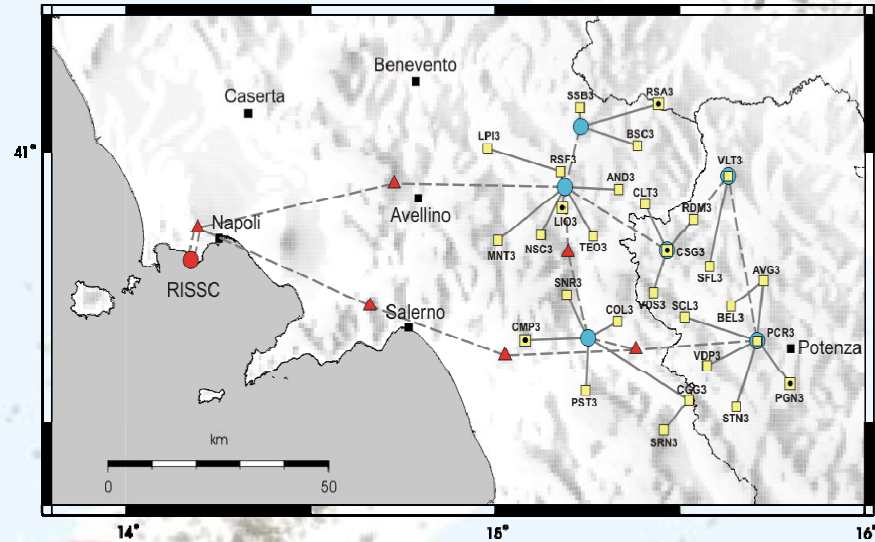 Benevento
Caserta
SSB3
RSA3
LPI3
BSC3
41°
RSF3
VLT3
AND3
CLT3
Avellino
LIO3
RDM3
Napoli
MNT3
NSC3
TEO3
CSG3
SFL3
AVG3
RISSC
SNR3
VDS3
SCL3
BEL3
Salerno
COL3
CMP3
PCR3
Potenza
VDP3
PST3
CGG3
PGN3
STN3
SRN3
km
0
50
14°
15°
16°